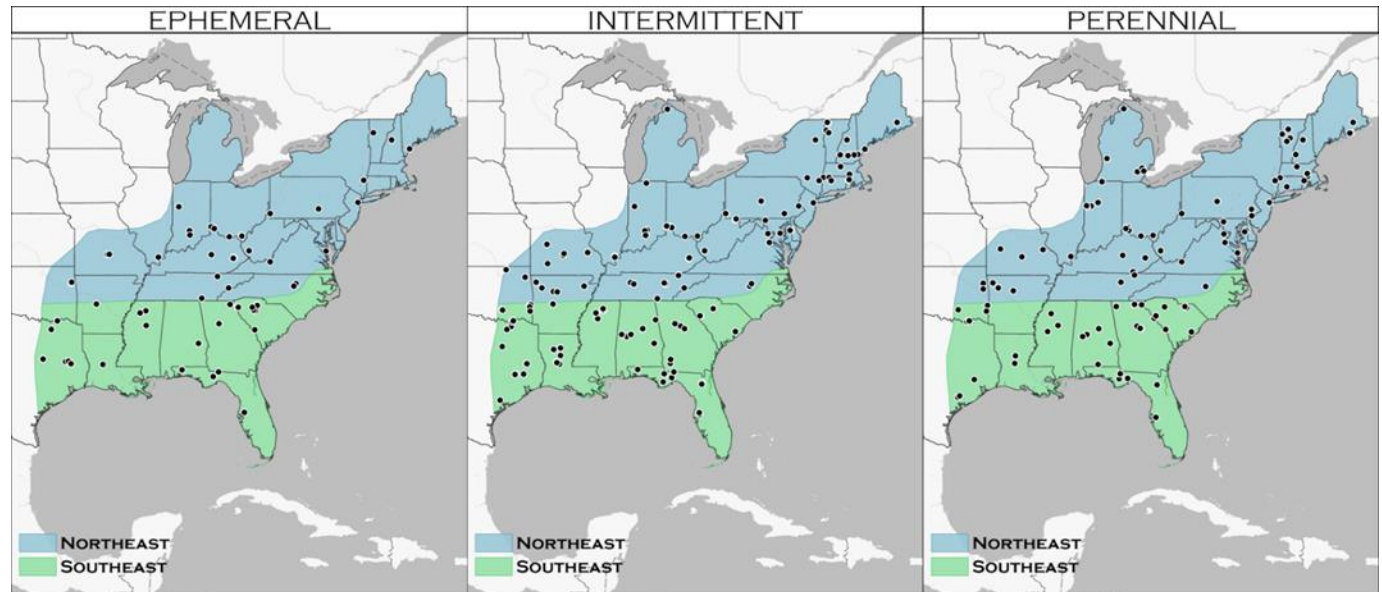 EPHEMERAL
INTERMITTENT
PERENNIAL
NORTHEAST
SOUTHEAST
NORTHEAST
SOUTHEAST
NORTHEAST
SOUTHEAST